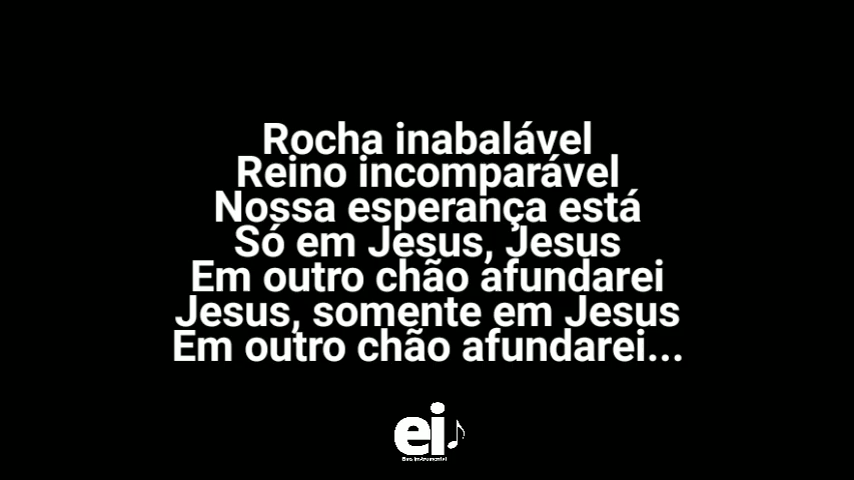 Rocha inabalável
Reino incomparável
Nossa esperança está
Só em Jesus, Jesus
Em outro chão afundarei
Jesus, somente em Jesus
Em outro chão afundarei...
ei